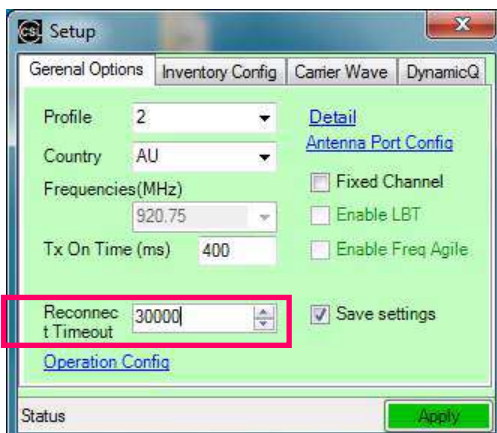 CSL Setup
Gerenal Options Inventory Config Carrier Wave DynamicQ
Profile 2 Detail
Antenna Port Config
Country AU
Frequencies(MHz) Fixed Channel
920.75 Enable LBT
Tx On Time (ms) 400 Enable Freq Agile
Reconnec
t Timeout 30000 Save settings
Operation Config
Status Apply